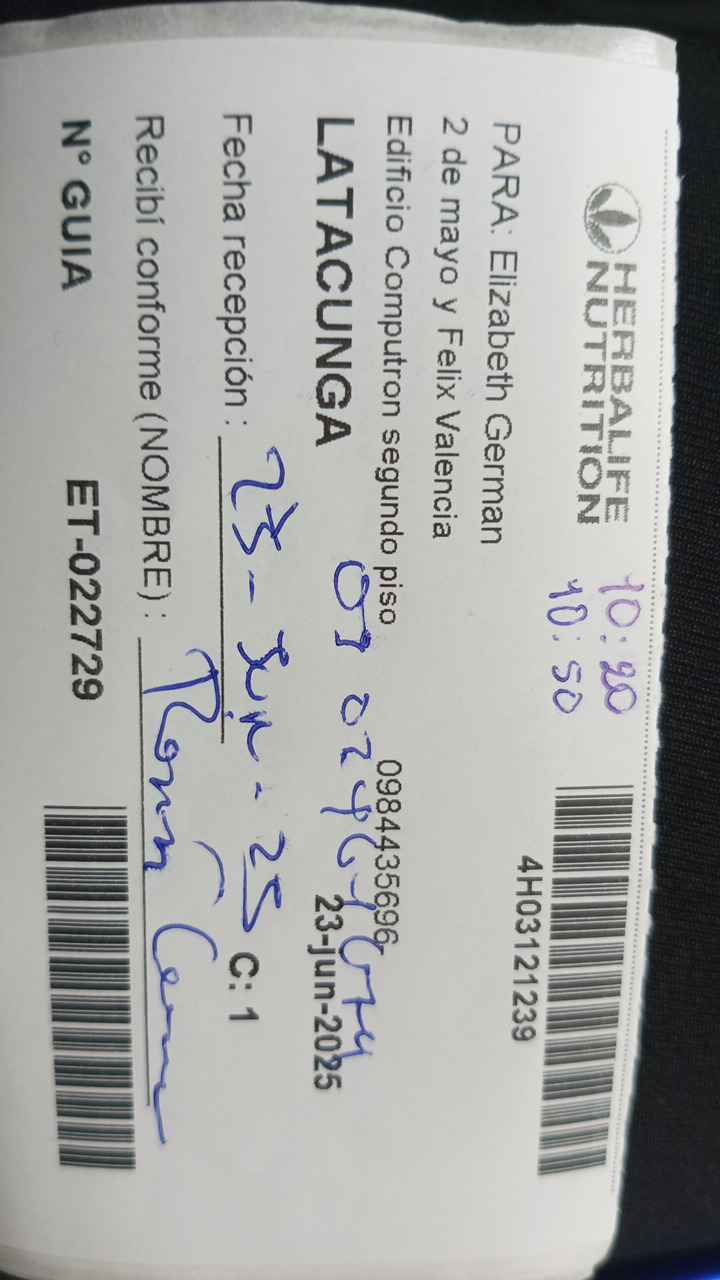 HERBALIFE
NUTRITION
10:20
10:50
4H03121239
PARA: Elizabeth German
2 de mayo y Felix Valencia
Edificio Computron segundo piso
0984435696-
LATACUNGA
23-jun-2025
Fecha recepción : 23 - Jun - 25 C: 1
Recibí conforme (NOMBRE) :
N° GUIA ET-022729